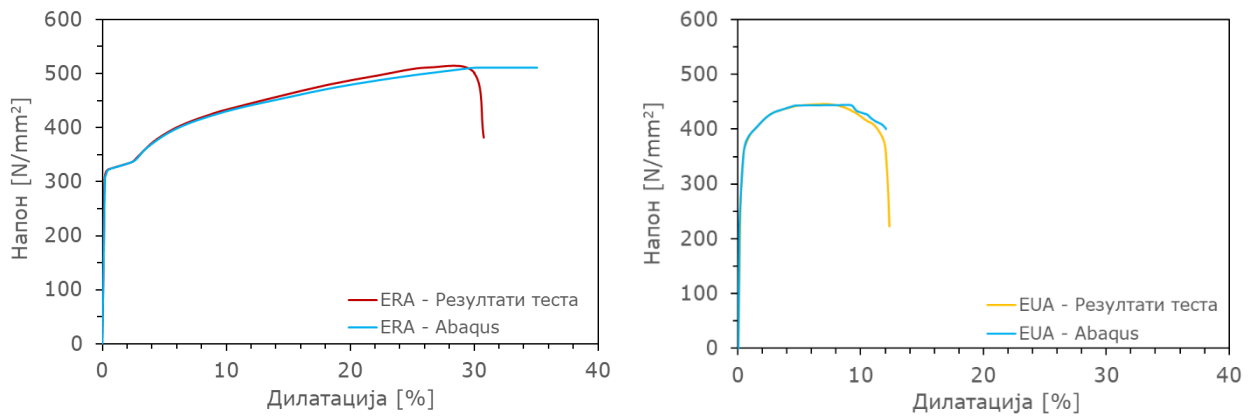 600
500
400
300
200
100
0
Напон [N/mm²]
ERA - Резултати теста
ERA - Abaqus
0 10 20 30 40
Дилатација [%]
600
500
400
300
200
100
0
Напон [N/mm²]
EUA - Резултати теста
EUA - Abaqus
0 10 20 30 40
Дилатација [%]